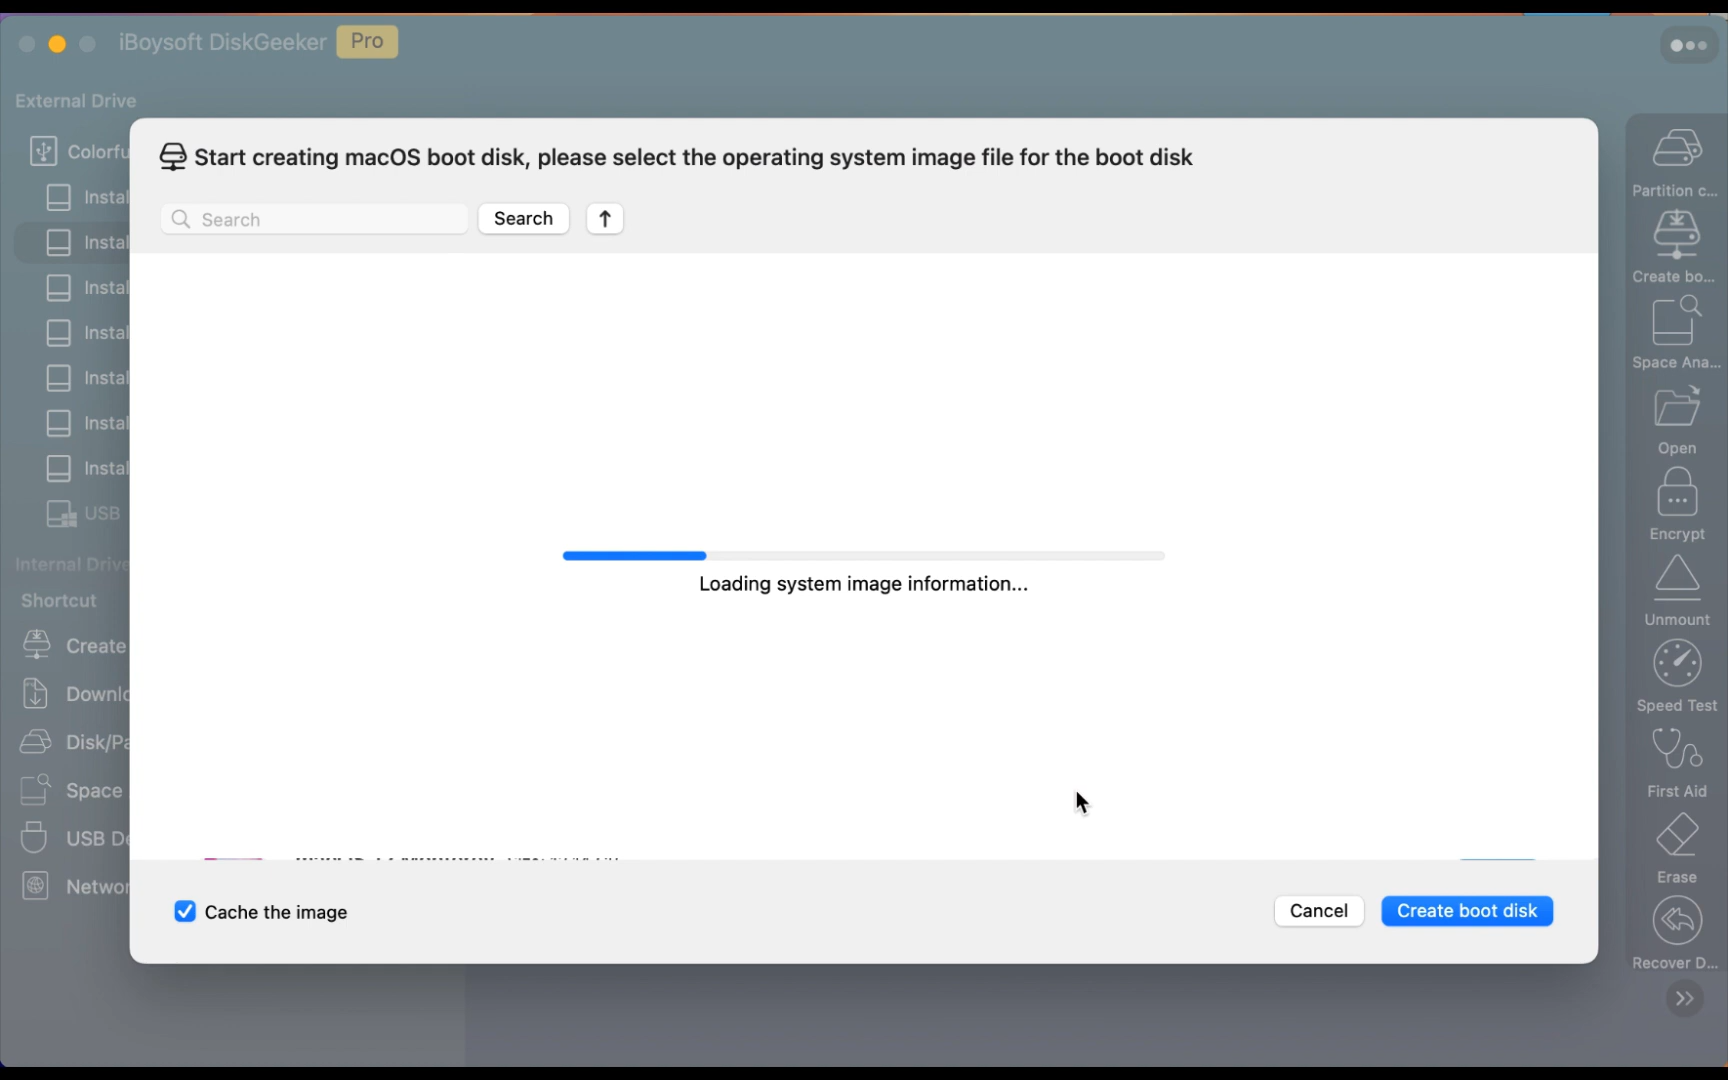 iBoysoft DiskGeeker Pro
External Drive
Colorfu
Instal
Instal
Instal
Instal
Instal
Instal
Instal
USB
Internal Drive
Shortcut
Create
Downlo
Disk/Pa
Space
USB De
Networ
Start creating macOS boot disk, please select the operating system image file for the boot disk
Search Search
Loading system image information...
Cache the image
Cancel Create boot disk
Partition c...
Create bo...
Space Ana...
Open
Encrypt
Unmount
Speed Test
First Aid
Erase
Recover D...